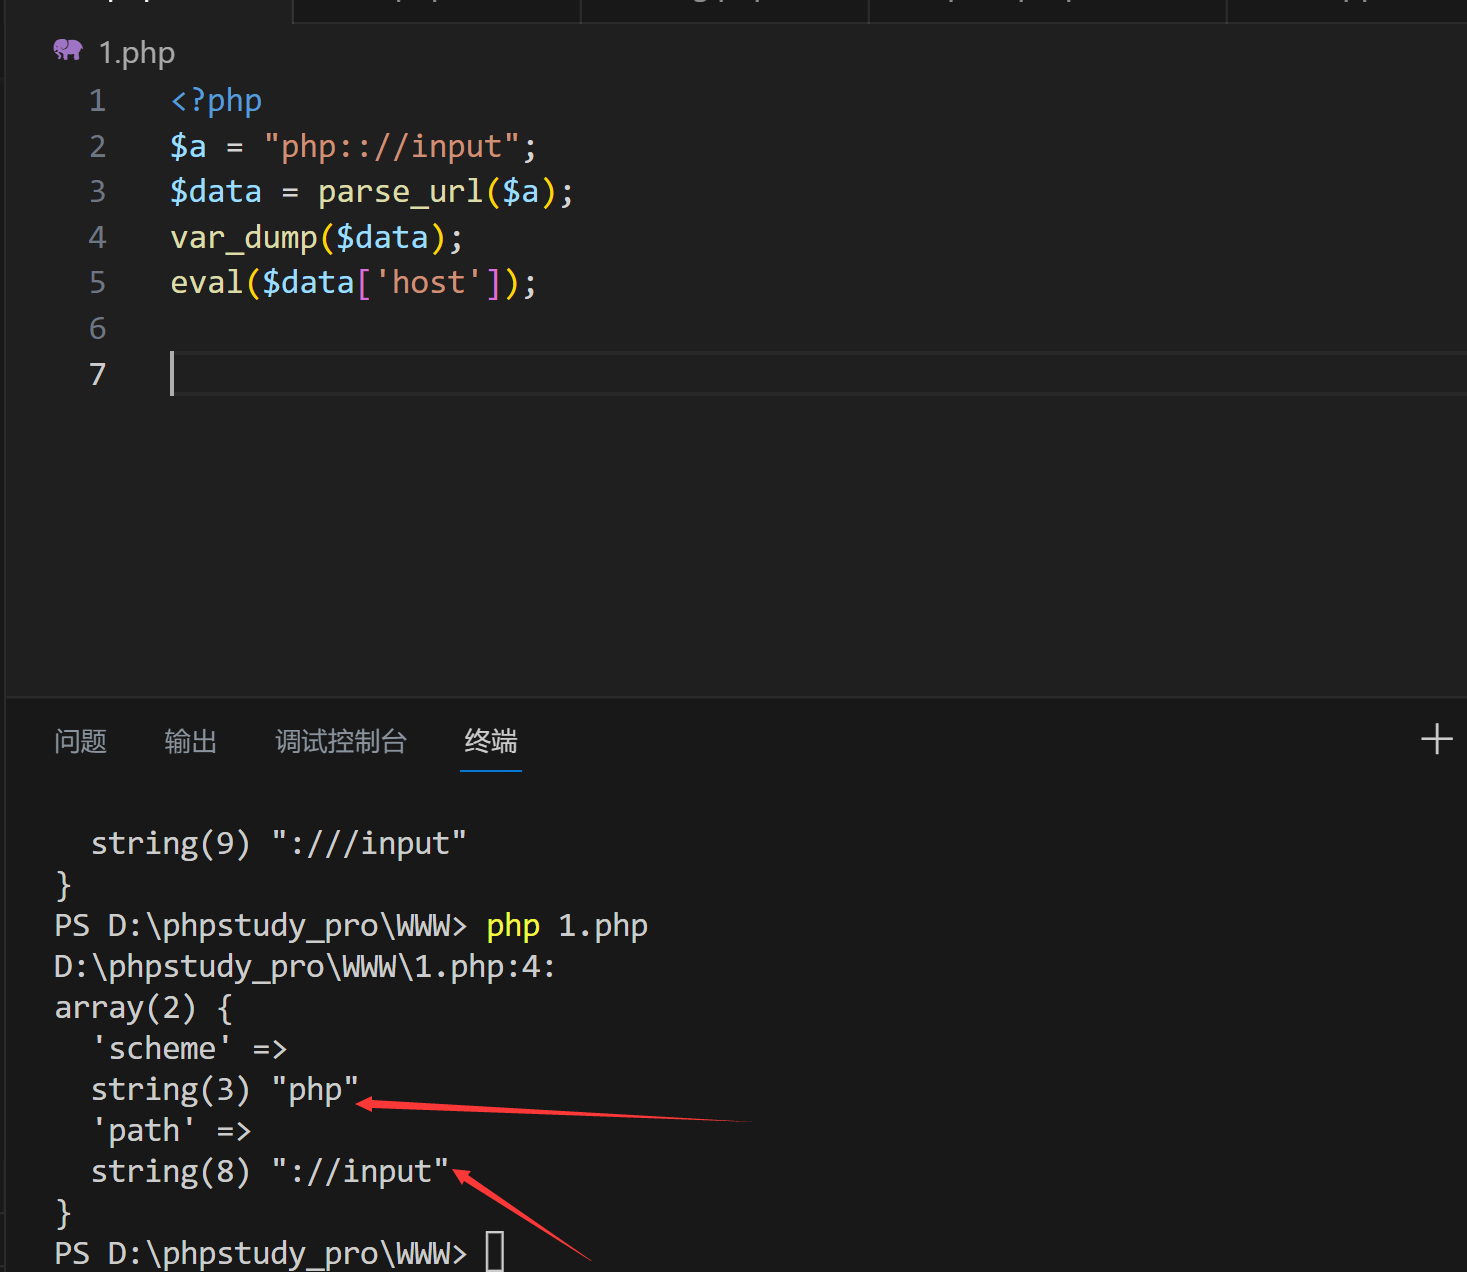 1.php
1 <?php
2 $a = "php:://input";
3 $data = parse_url($a);
4 var_dump($data);
5 eval($data['host']);
6
7
问题 输出 调试控制台 终端
string(9) ":///input"
}
PS D:\phpstudy_pro\WWW> php 1.php
D:\phpstudy_pro\WWW\1.php:4:
array(2) {
'scheme' =>
string(3) "php"
'path' =>
string(8) "://input"
}
PS D:\phpstudy_pro\WWW>